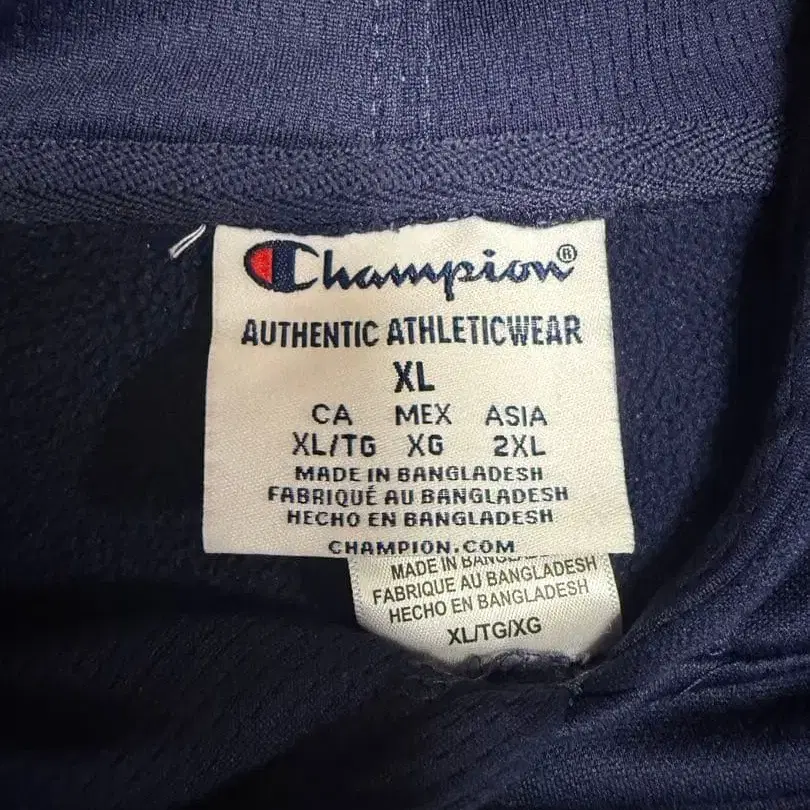 Champion®
AUTHENTIC ATHLETICWEAR
XL
CA MEX ASIA
XL/TG XG 2XL
MADE IN BANGLADESH
FABRIQUÉ AU BANGLADESH
HECHO EN BANGLADESH
CHAMPION.COM
MADE IN BANGLADESH
FABRIQUE AU BANGLADESH
HECHO EN BANGLADESH
XL/TG/XG